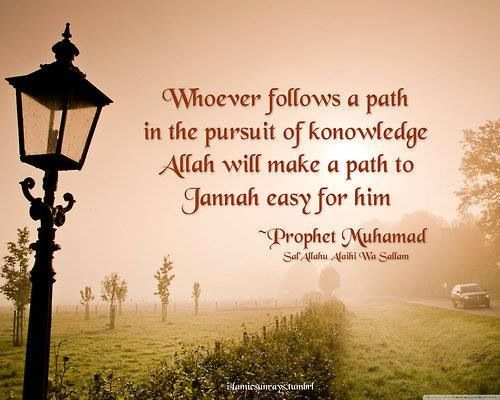 Whoever follows a path
in the pursuit of konowledge
Allah will make a path to
Jannah easy for him
~Prophet Muhamad
Sal'Allahu Alaihi Wa Sallam
islamicsunrays.tumbrl